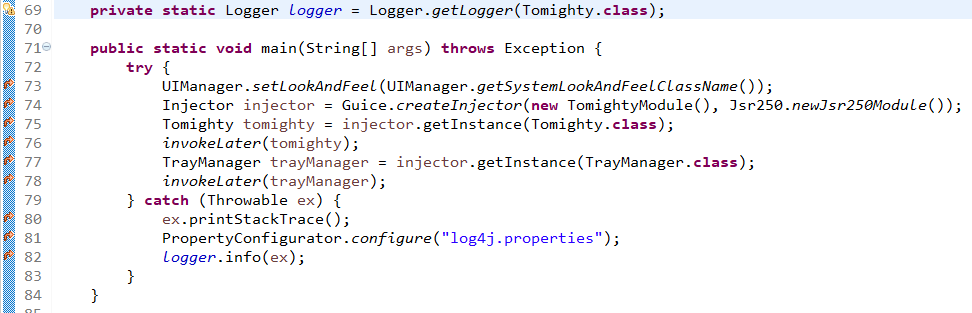 69 private static Logger logger = Logger.getLogger(Tomighty.class);
70
71 public static void main(String[] args) throws Exception {
72 try {
73 UIManager.setLookAndFeel(UIManager.getSystemLookAndFeelClassName());
74 Injector injector = Guice.createInjector(new TomightyModule(), Jsr250.newJsr250Module());
75 Tomighty tomighty = injector.getInstance(Tomighty.class);
76 invokeLater(tomighty);
77 TrayManager trayManager = injector.getInstance(TrayManager.class);
78 invokeLater(trayManager);
79 } catch (Throwable ex) {
80 ex.printStackTrace();
81 PropertyConfigurator.configure("log4j.properties");
82 logger.info(ex);
83 }
84 }